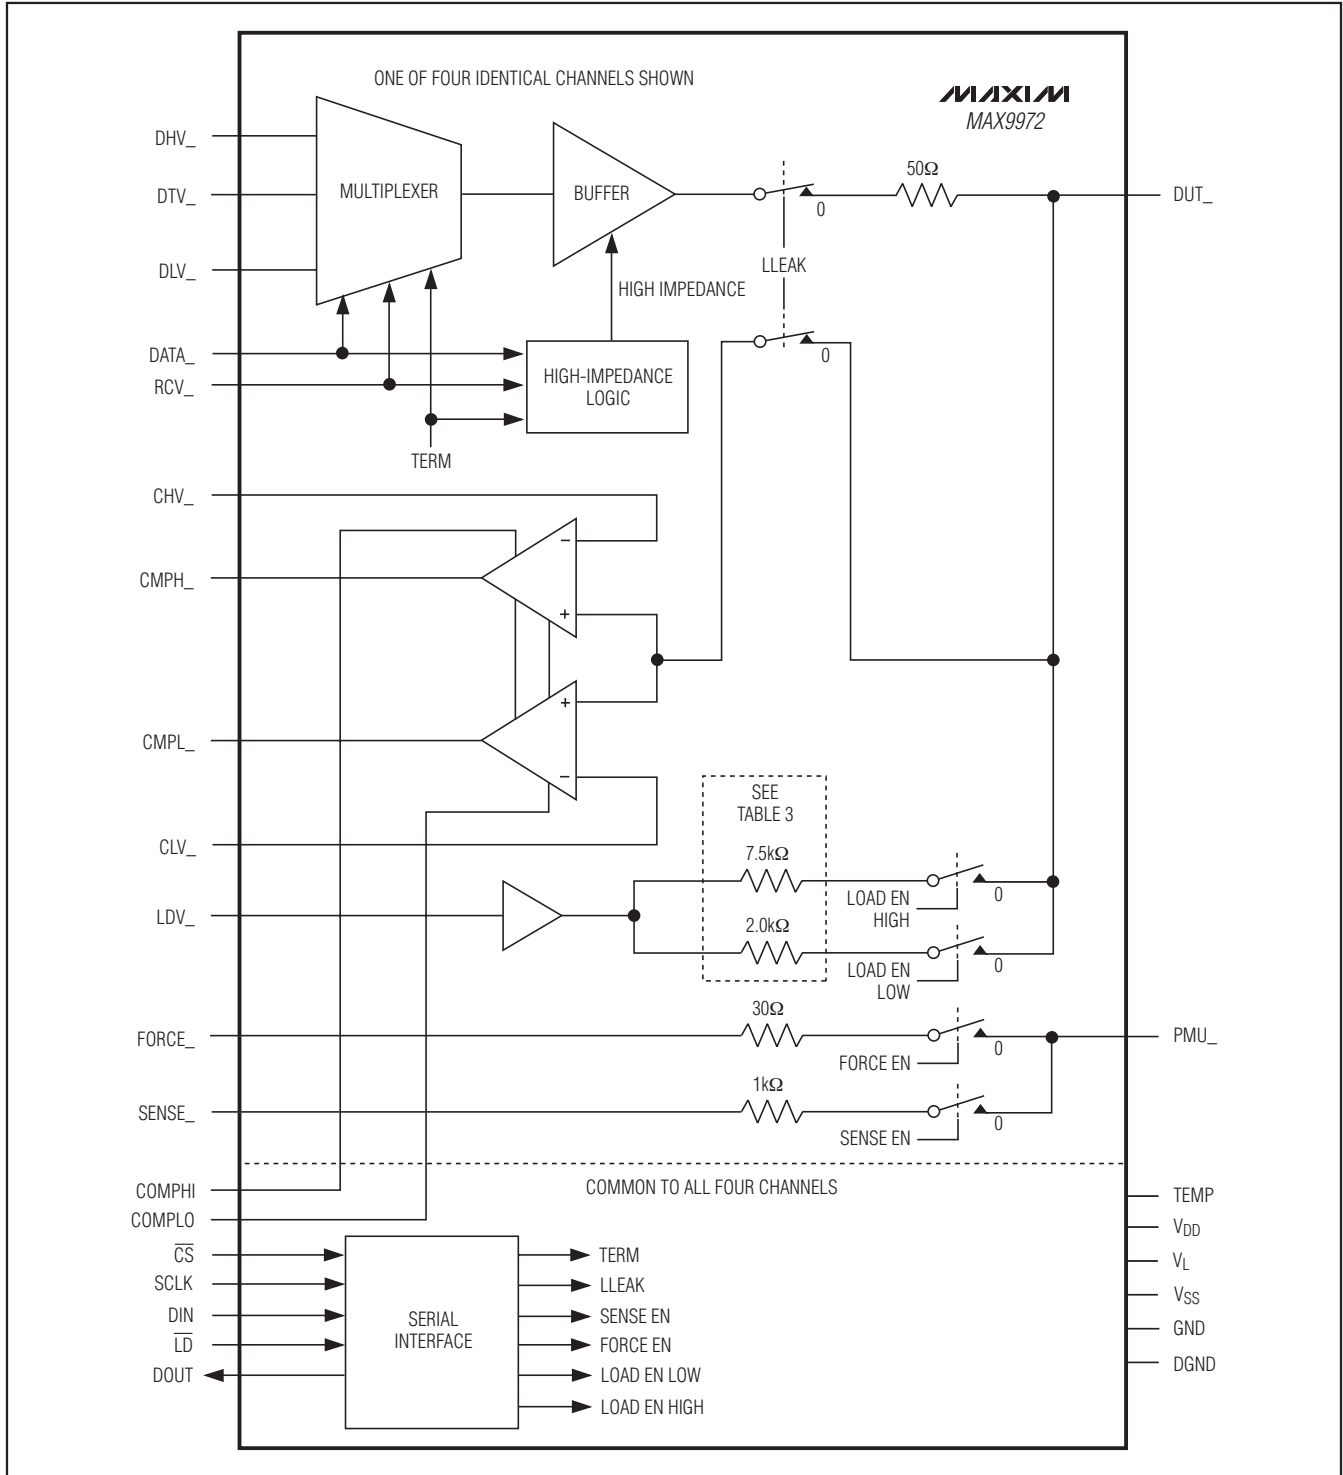 ONE OF FOUR IDENTICAL CHANNELS SHOWN
MAXIM
MAX9972
DHV_
DTV_
DLV_
MULTIPLEXER
BUFFER
0
50Ω
DUT_
LLEAK
HIGH IMPEDANCE
0
DATA_
RCV_
HIGH-IMPEDANCE
LOGIC
TERM
CHV_
−
CMPH_
+
+
CMPL_
−
CLV_
SEE
TABLE 3
7.5kΩ
LOAD EN
HIGH
0
LDV_
2.0kΩ
LOAD EN
LOW
0
30Ω
FORCE_
FORCE EN
0
PMU_
1kΩ
SENSE_
SENSE EN
0
COMMON TO ALL FOUR CHANNELS
COMPHI
COMPLO
C̅S̅
SCLK
DIN
L̅D̅
DOUT
SERIAL
INTERFACE
TERM
LLEAK
SENSE EN
FORCE EN
LOAD EN LOW
LOAD EN HIGH
TEMP
VDD
VL
VSS
GND
DGND